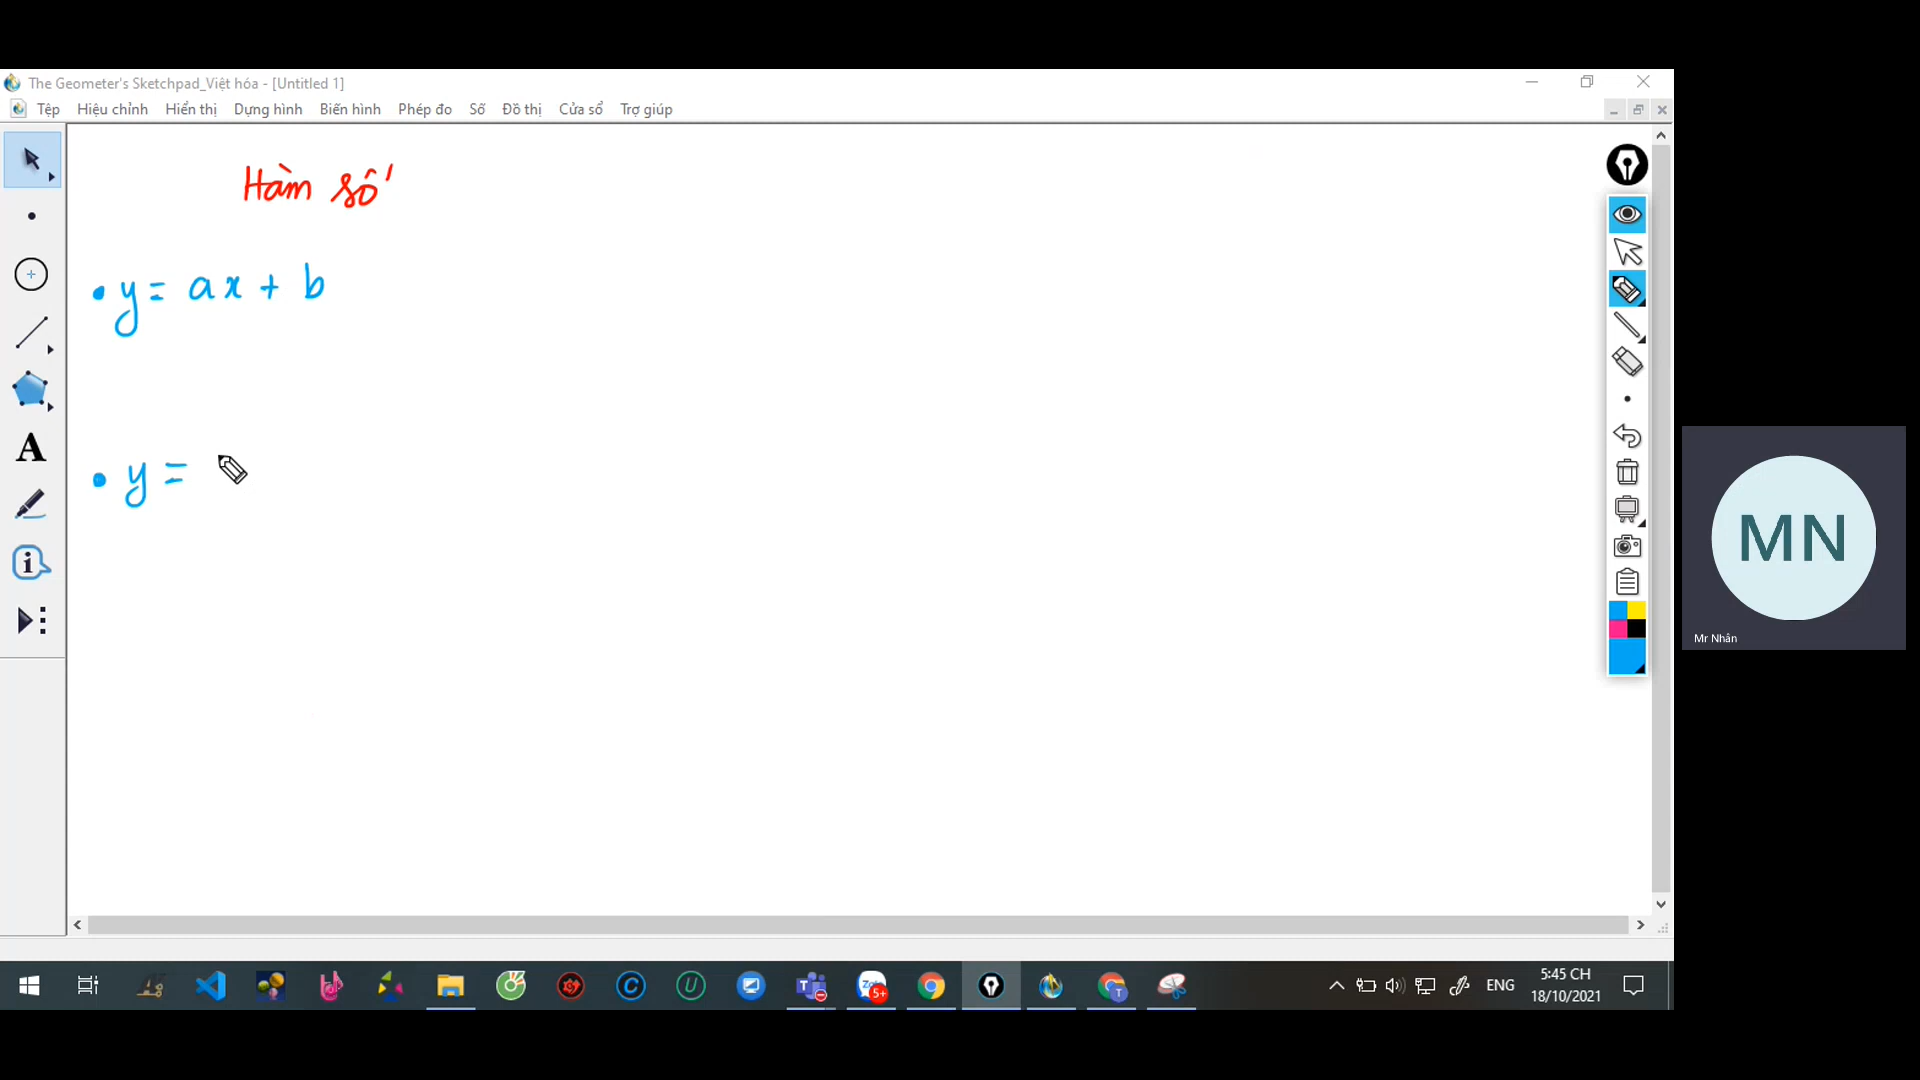 The Geometer's Sketchpad_Việt hóa - [Untitled 1]
Tệp Hiệu chỉnh Hiển thị Dựng hình Biến hình Phép đo Số Đồ thị Cửa sổ Trợ giúp
Hàm số
• y = ax + b
• y =
A
MN
Mr Nhân
5+
ENG
5:45 CH
18/10/2021